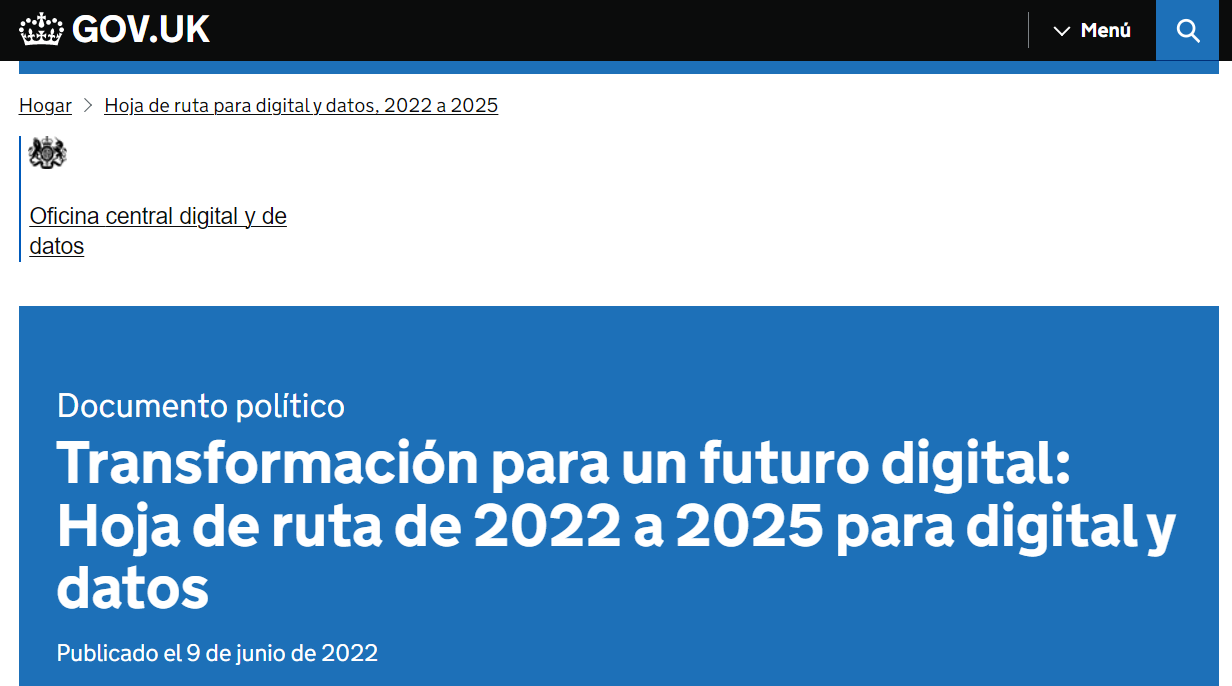 GOV.UK
Menú
Hogar > Hoja de ruta para digital y datos, 2022 a 2025
Oficina central digital y de
datos
Documento político
Transformación para un futuro digital:
Hoja de ruta de 2022 a 2025 para digital y
datos
Publicado el 9 de junio de 2022